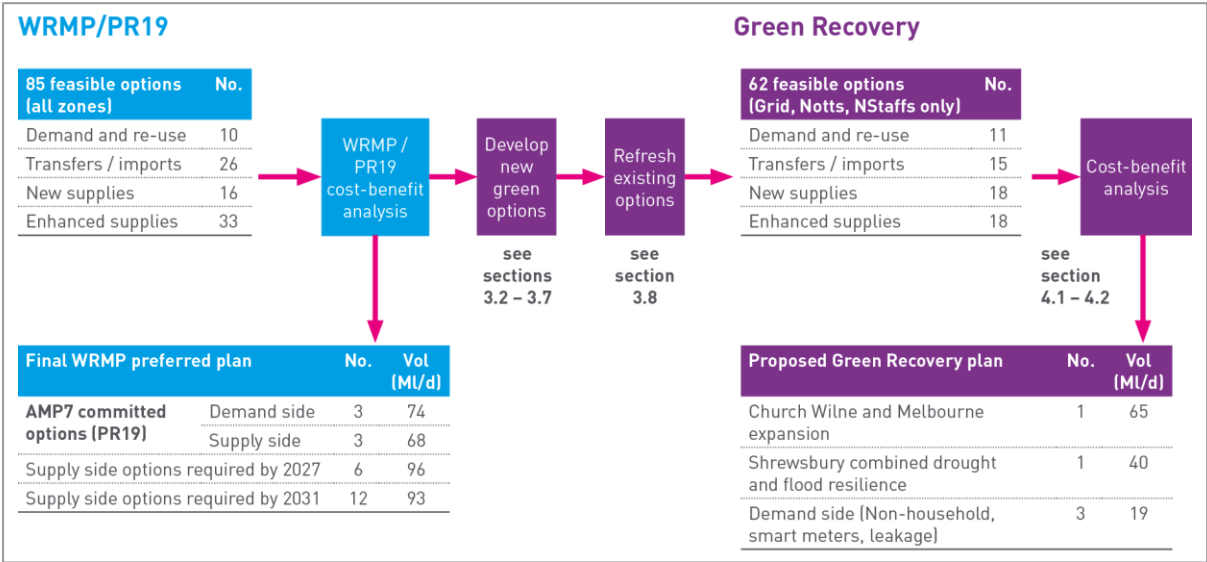 WRMP/PR19
Green Recovery
85 feasible options No.
(all zones)
Demand and re-use 10
Transfers / imports 26
New supplies 16
Enhanced supplies 33
WRMP /
PR19
cost-benefit
analysis
Develop
new
green
options
see
sections
3.2 – 3.7
Refresh
existing
options
see
section
3.8
62 feasible options No.
(Grid, Notts, NStaffs only)
Demand and re-use 11
Transfers / imports 15
New supplies 18
Enhanced supplies 18
Cost-benefit
analysis
see
section
4.1 – 4.2
Final WRMP preferred plan No. Vol
(Ml/d)
AMP7 committed Demand side 3 74
options (PR19) Supply side 3 68
Supply side options required by 2027 6 96
Supply side options required by 2031 12 93
Proposed Green Recovery plan No. Vol
(Ml/d)
Church Wilne and Melbourne 1 65
expansion
Shrewsbury combined drought 1 40
and flood resilience
Demand side (Non-household, 3 19
smart meters, leakage)